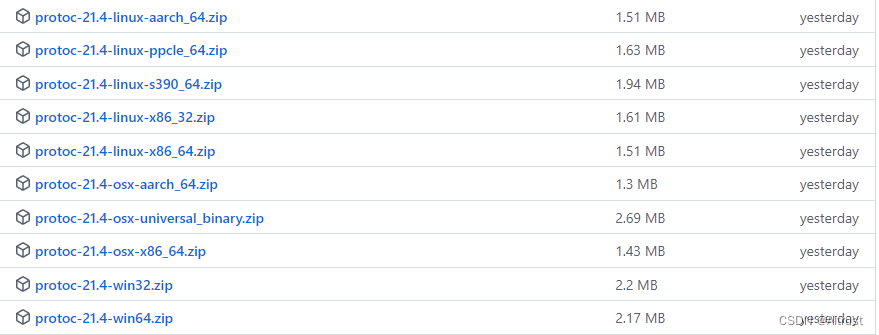 protoc-21.4-linux-aarch_64.zip 1.51 MB yesterday
protoc-21.4-linux-ppcle_64.zip 1.63 MB yesterday
protoc-21.4-linux-s390_64.zip 1.94 MB yesterday
protoc-21.4-linux-x86_32.zip 1.61 MB yesterday
protoc-21.4-linux-x86_64.zip 1.51 MB yesterday
protoc-21.4-osx-aarch_64.zip 1.3 MB yesterday
protoc-21.4-osx-universal_binary.zip 2.69 MB yesterday
protoc-21.4-osx-x86_64.zip 1.43 MB yesterday
protoc-21.4-win32.zip 2.2 MB yesterday
protoc-21.4-win64.zip 2.17 MB yesterday
CSDN